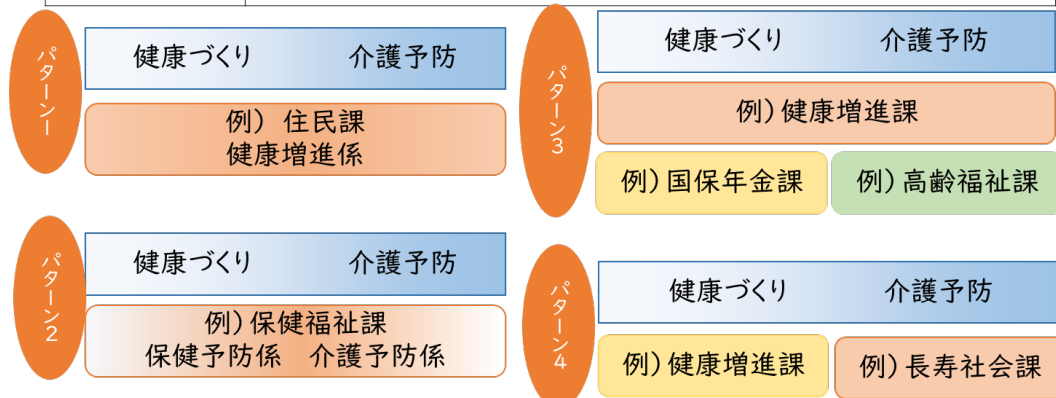 パターン1
健康づくり　介護予防
例）住民課
健康増進係
パターン2
健康づくり　介護予防
例）保健福祉課
保健予防係　介護予防係
パターン3
健康づくり　介護予防
例）健康増進課
例）国保年金課　例）高齢福祉課
パターン4
健康づくり　介護予防
例）健康増進課　例）長寿社会課